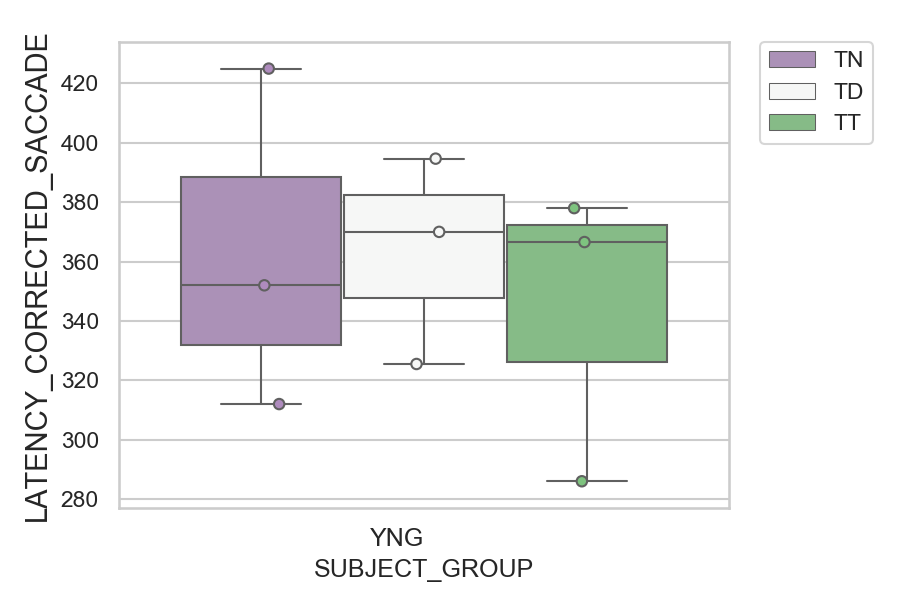 LATENCY_CORRECTED_SACCADE
420
400
380
360
340
320
300
280
YNG
SUBJECT_GROUP
TN
TD
TT